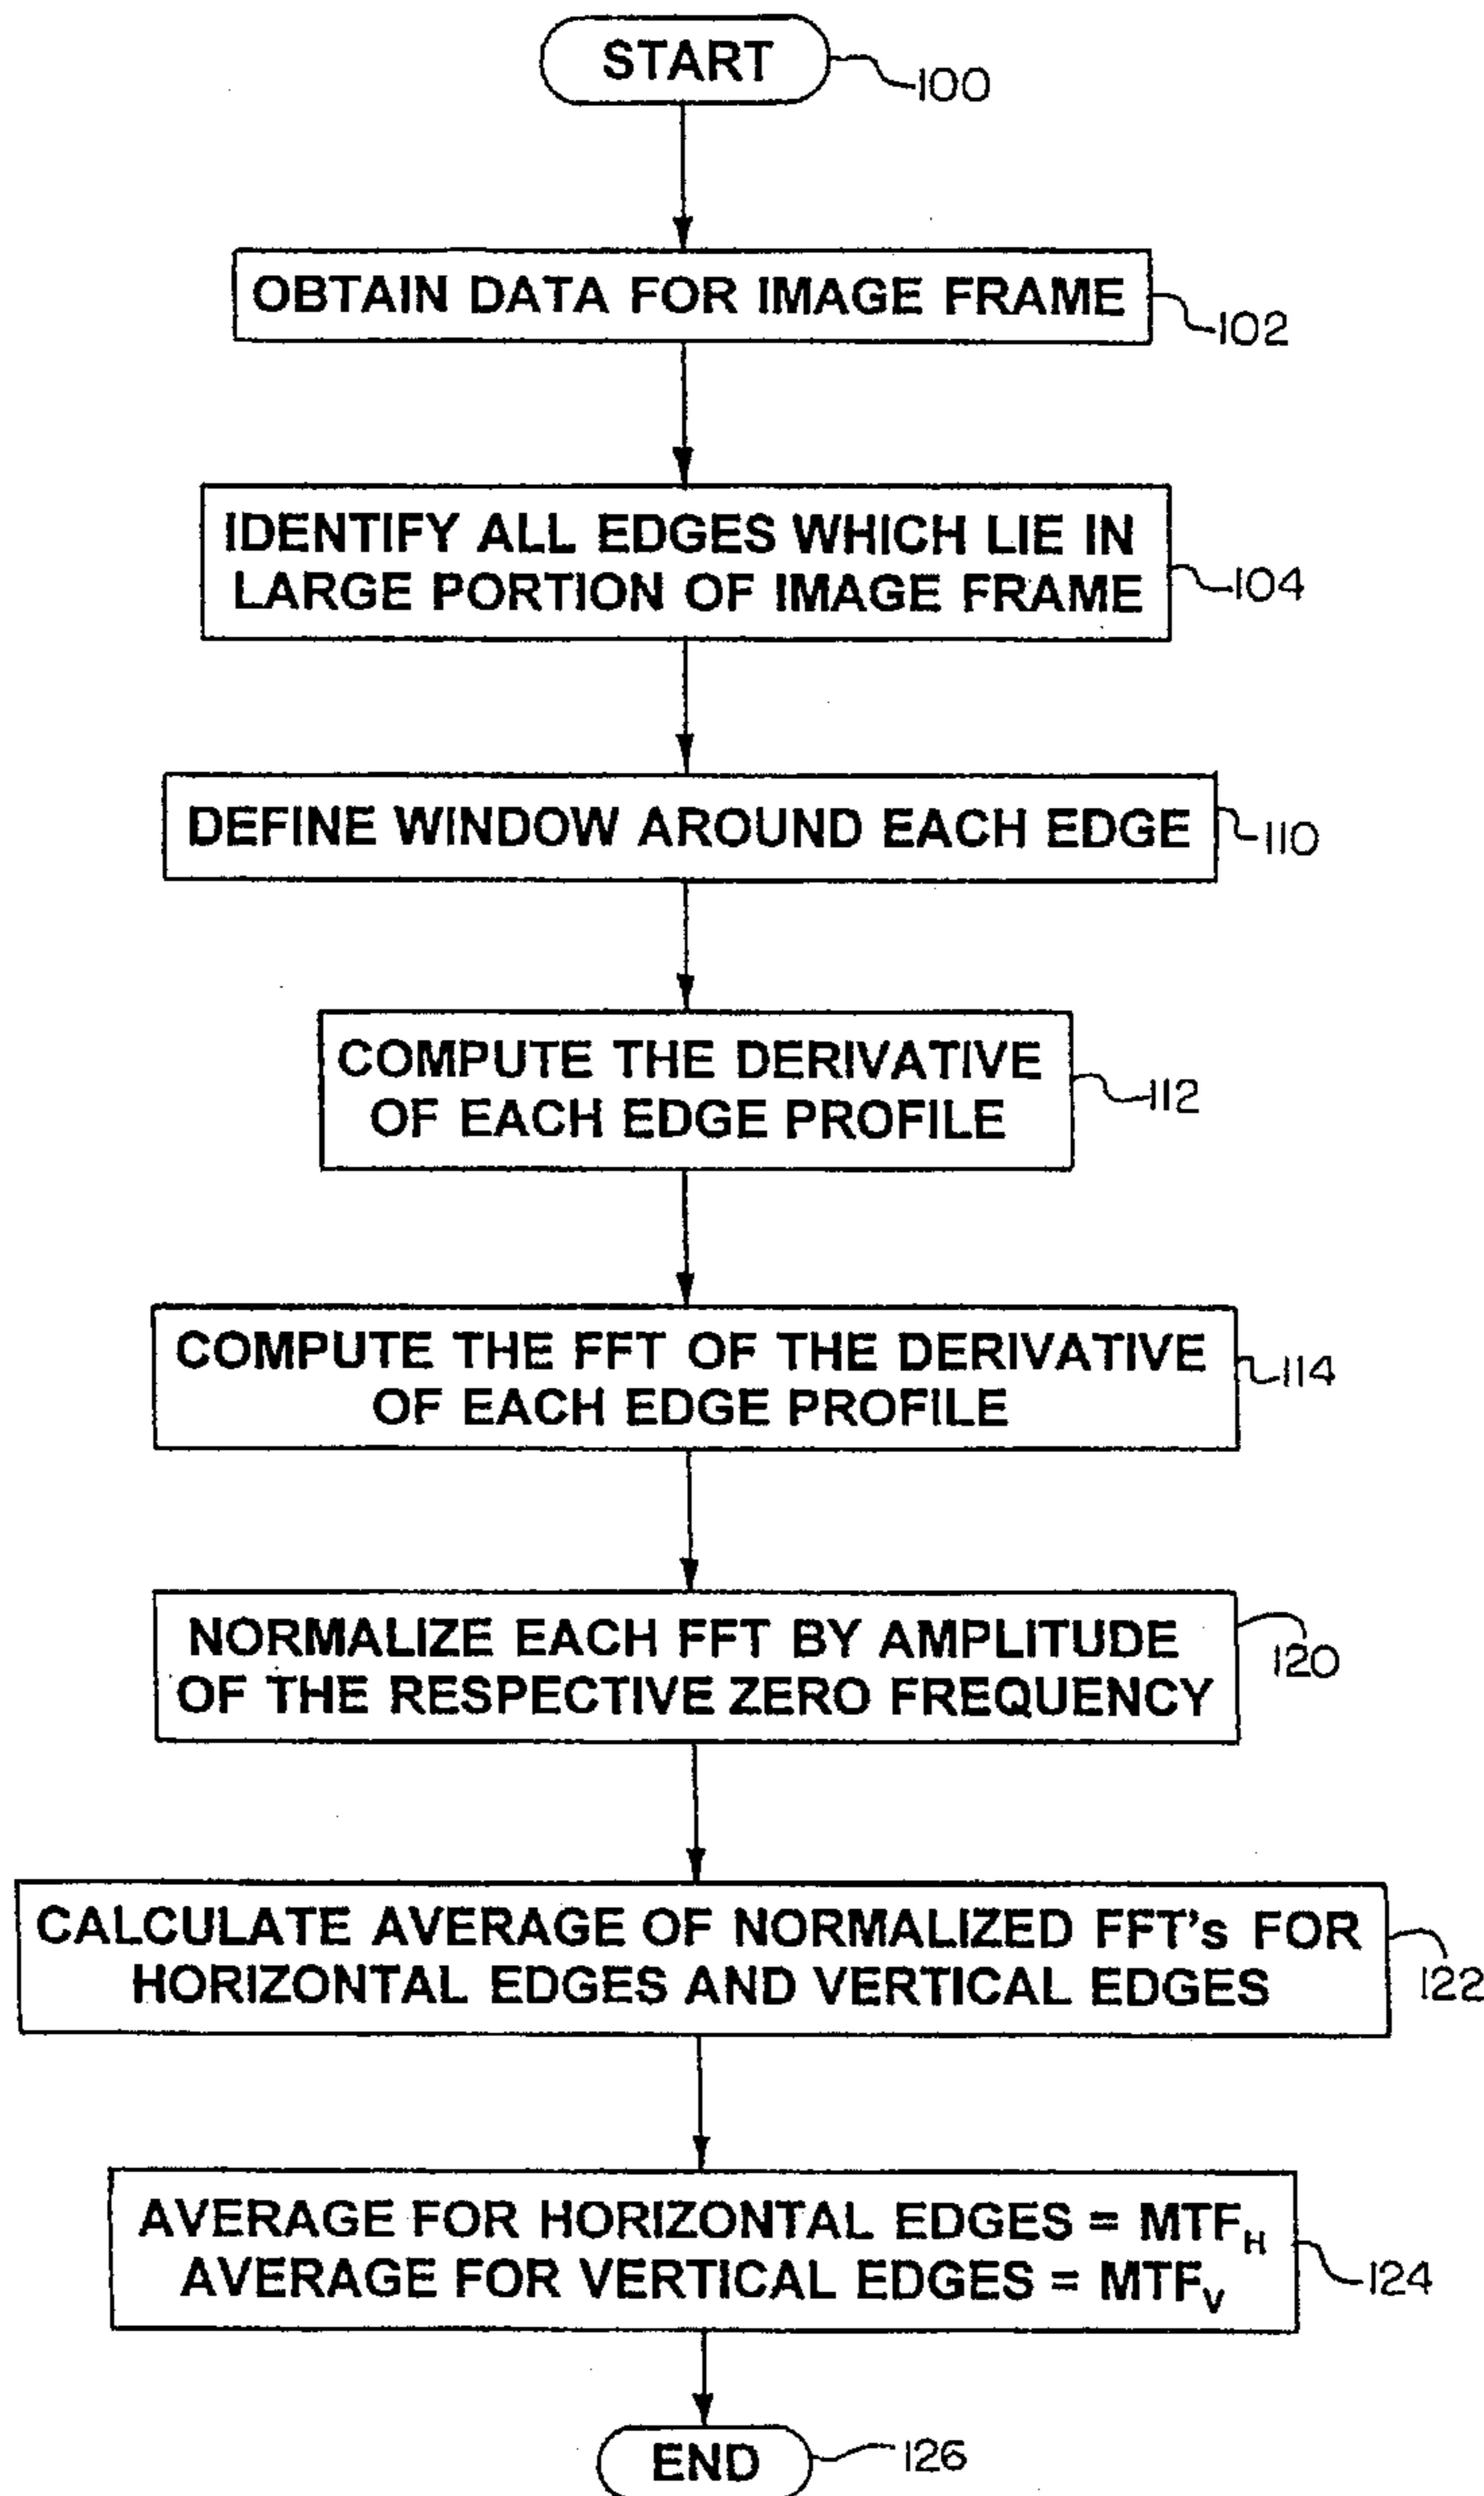 START
100
OBTAIN DATA FOR IMAGE FRAME
102
IDENTIFY ALL EDGES WHICH LIE IN
LARGE PORTION OF IMAGE FRAME
104
DEFINE WINDOW AROUND EACH EDGE
110
COMPUTE THE DERIVATIVE
OF EACH EDGE PROFILE
112
COMPUTE THE FFT OF THE DERIVATIVE
OF EACH EDGE PROFILE
114
NORMALIZE EACH FFT BY AMPLITUDE
OF THE RESPECTIVE ZERO FREQUENCY
120
CALCULATE AVERAGE OF NORMALIZED FFT's FOR
HORIZONTAL EDGES AND VERTICAL EDGES
122
AVERAGE FOR HORIZONTAL EDGES = MTF_H
AVERAGE FOR VERTICAL EDGES = MTF_V
124
END
126